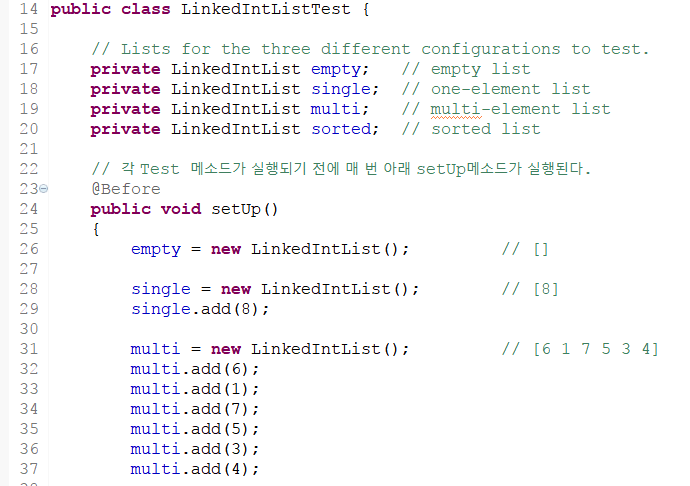 14 public class LinkedIntListTest {
15
16 // Lists for the three different configurations to test.
17 private LinkedIntList empty; // empty list
18 private LinkedIntList single; // one-element list
19 private LinkedIntList multi; // multi-element list
20 private LinkedIntList sorted; // sorted list
21
22 // 각 Test 메소드가 실행되기 전에 매 번 아래 setUp메소드가 실행된다.
23 @Before
24 public void setUp()
25 {
26 empty = new LinkedIntList(); // []
27
28 single = new LinkedIntList(); // [8]
29 single.add(8);
30
31 multi = new LinkedIntList(); // [6 1 7 5 3 4]
32 multi.add(6);
33 multi.add(1);
34 multi.add(7);
35 multi.add(5);
36 multi.add(3);
37 multi.add(4);